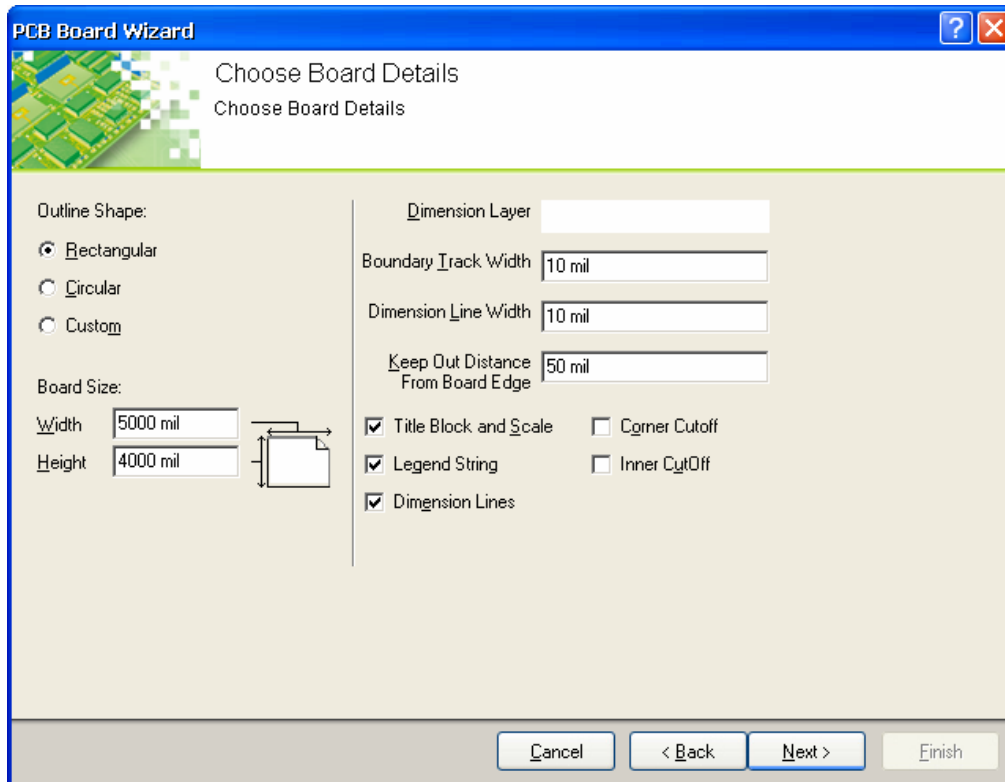 PCB Board Wizard
Choose Board Details
Choose Board Details
Outline Shape:
Rectangular
Circular
Custom
Board Size:
Width 5000 mil
Height 4000 mil
Dimension Layer
Boundary Track Width 10 mil
Dimension Line Width 10 mil
Keep Out Distance
From Board Edge 50 mil
Title Block and Scale Corner Cutoff
Legend String Inner CutOff
Dimension Lines
Cancel < Back Next > Finish